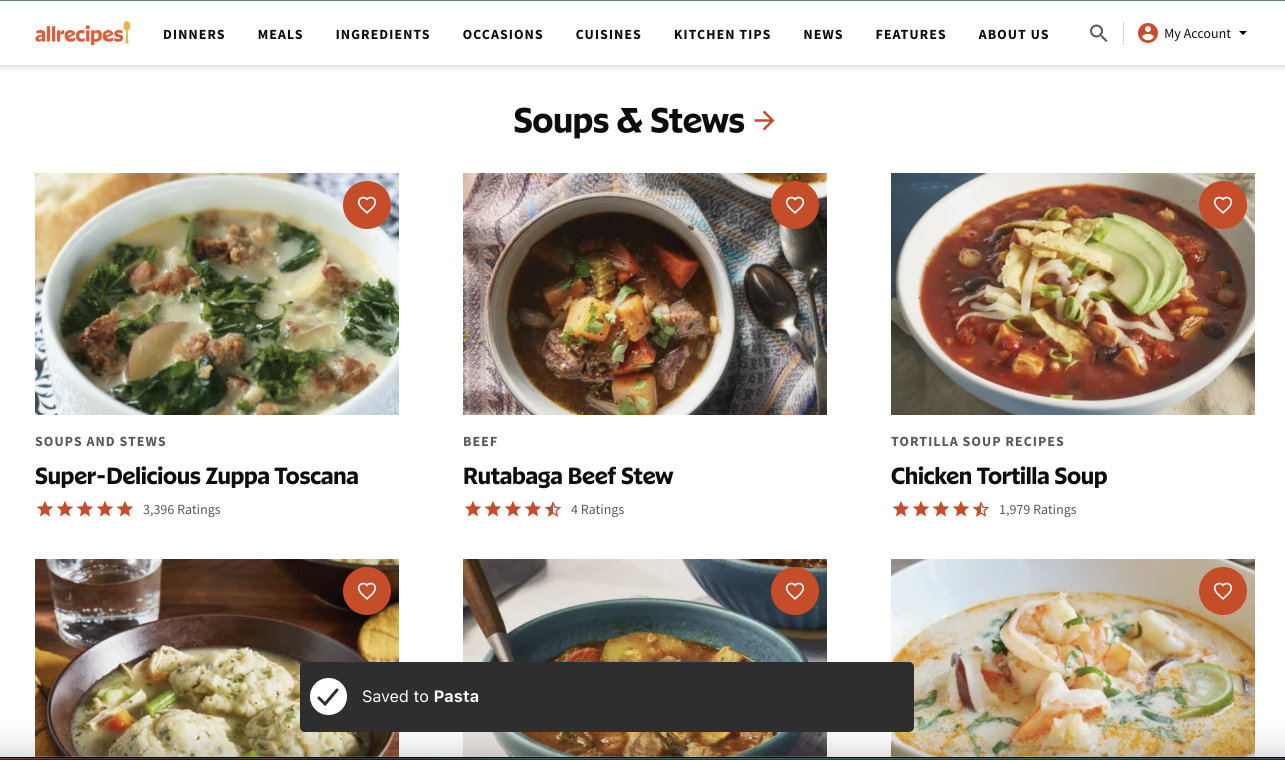 allrecipes
DINNERS MEALS INGREDIENTS OCCASIONS CUISINES KITCHEN TIPS NEWS FEATURES ABOUT US My Account
Soups & Stews
SOUPS AND STEWS
Super-Delicious Zuppa Toscana
3,396 Ratings
BEEF
Rutabaga Beef Stew
4 Ratings
TORTILLA SOUP RECIPES
Chicken Tortilla Soup
1,979 Ratings
Saved to Pasta